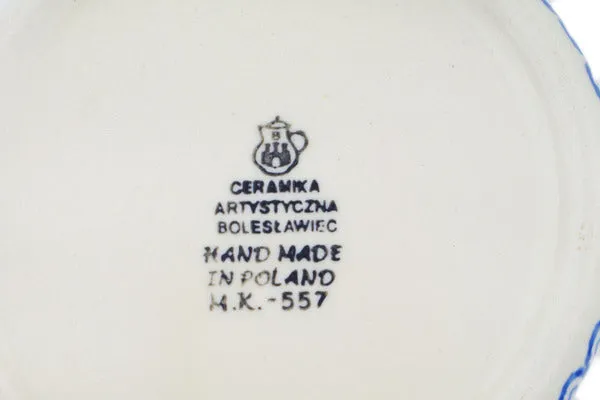 B
CERAMIKA
ARTYSTYCZNA
BOLESŁAWIEC
HAND MADE
IN POLAND
M.K.-557